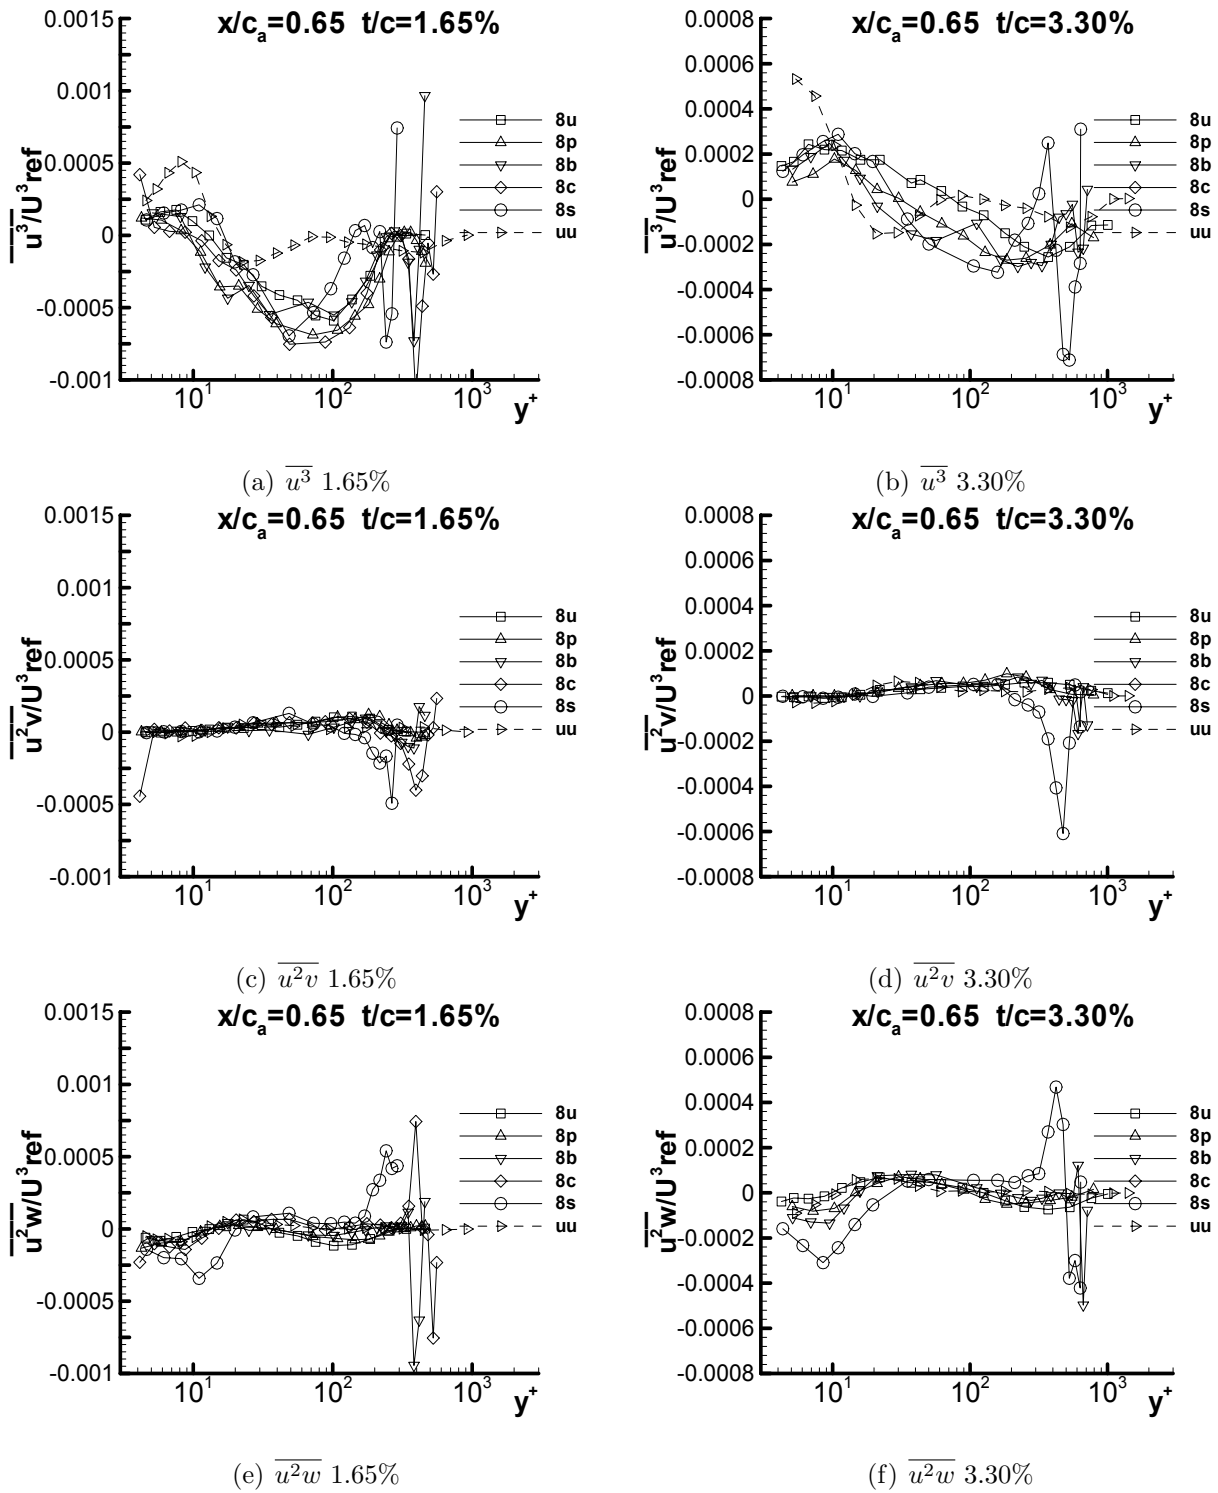 x/cₐ=0.65 t/c=1.65%
u³/U³ref
0.0015
0.001
0.0005
0
-0.0005
-0.001
10¹ 10² 10³ y⁺
8u
8p
8b
8c
8s
uu
(a) u³ 1.65%
x/cₐ=0.65 t/c=3.30%
u³/U³ref
0.0008
0.0006
0.0004
0.0002
0
-0.0002
-0.0004
-0.0006
-0.0008
10¹ 10² 10³ y⁺
8u
8p
8b
8c
8s
uu
(b) u³ 3.30%
x/cₐ=0.65 t/c=1.65%
u²v/U³ref
0.0015
0.001
0.0005
0
-0.0005
-0.001
10¹ 10² 10³ y⁺
8u
8p
8b
8c
8s
uu
(c) u²v 1.65%
x/cₐ=0.65 t/c=3.30%
u²v/U³ref
0.0008
0.0006
0.0004
0.0002
0
-0.0002
-0.0004
-0.0006
-0.0008
10¹ 10² 10³ y⁺
8u
8p
8b
8c
8s
uu
(d) u²v 3.30%
x/cₐ=0.65 t/c=1.65%
u²w/U³ref
0.0015
0.001
0.0005
0
-0.0005
-0.001
10¹ 10² 10³ y⁺
8u
8p
8b
8c
8s
uu
(e) u²w 1.65%
x/cₐ=0.65 t/c=3.30%
u²w/U³ref
0.0008
0.0006
0.0004
0.0002
0
-0.0002
-0.0004
-0.0006
-0.0008
10¹ 10² 10³ y⁺
8u
8p
8b
8c
8s
uu
(f) u²w 3.30%